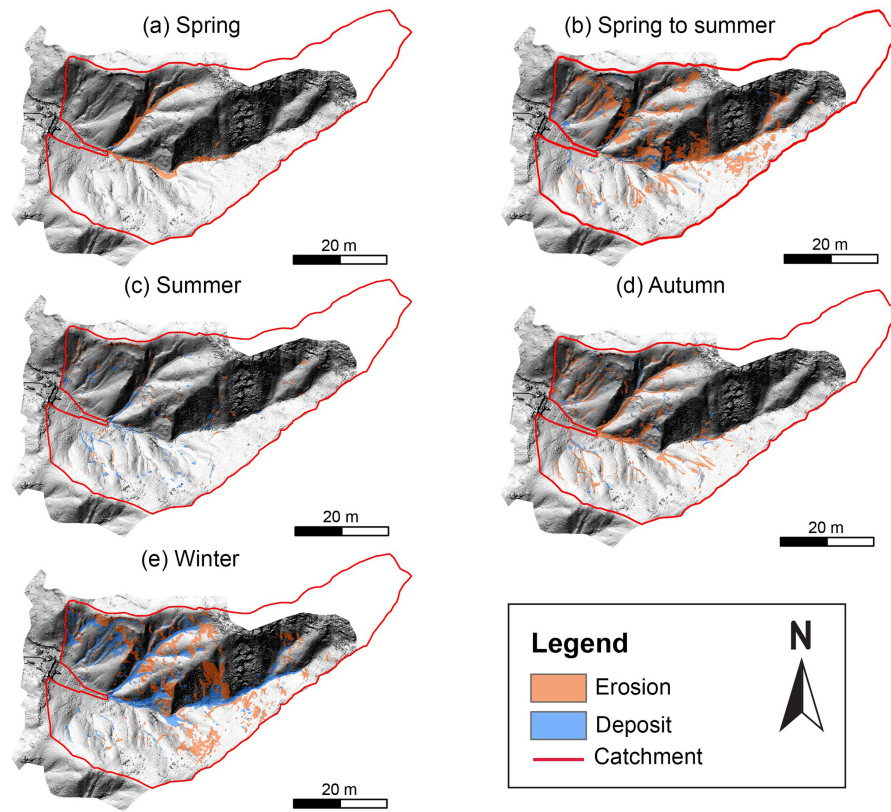 (a) Spring
(b) Spring to summer
20 m
20 m
(c) Summer
(d) Autumn
20 m
20 m
(e) Winter
20 m
Legend
Erosion
Deposit
Catchment
N